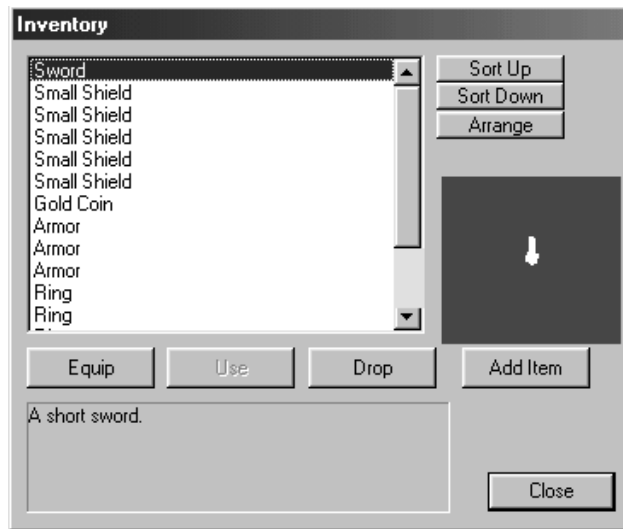 Inventory
Sword
Small Shield
Small Shield
Small Shield
Small Shield
Small Shield
Gold Coin
Armor
Armor
Armor
Ring
Ring
Sort Up
Sort Down
Arrange
Equip
Use
Drop
Add Item
A short sword.
Close